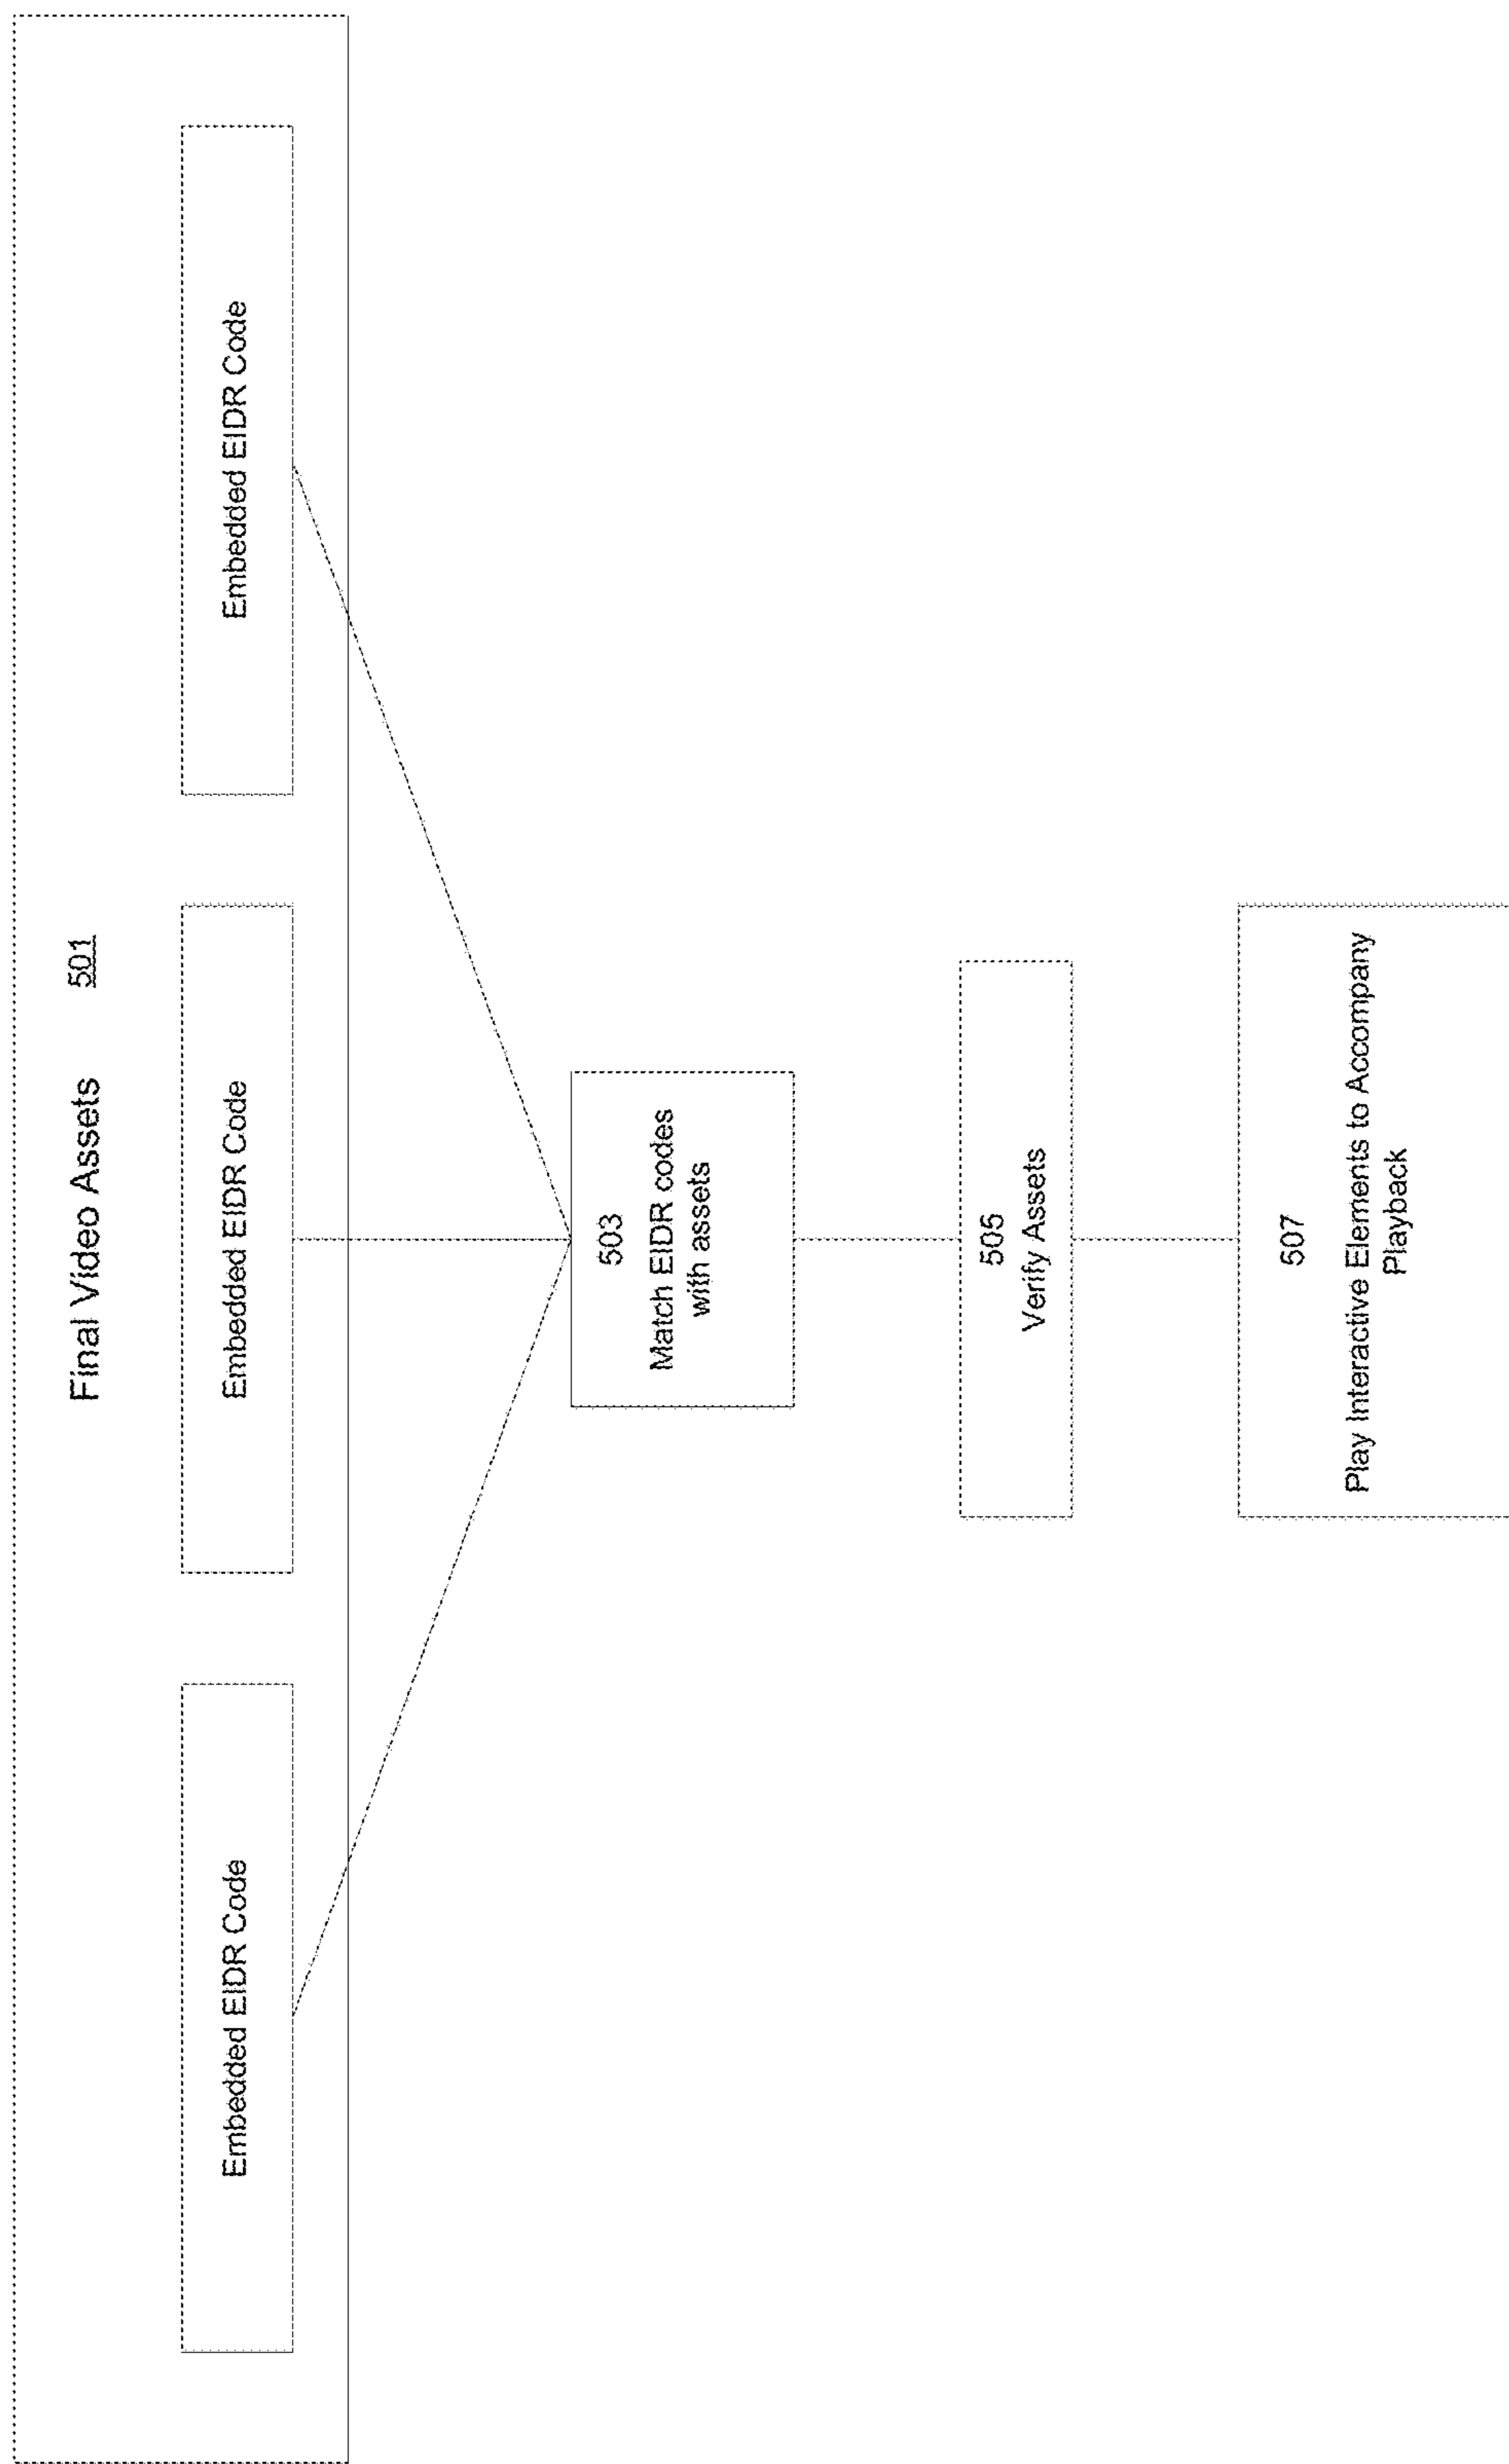 Final Video Assets 501
Embedded EIDR Code
Embedded EIDR Code
Embedded EIDR Code
503
Match EIDR codes
with assets
505
Verify Assets
507
Play Interactive Elements to Accompany
Playback